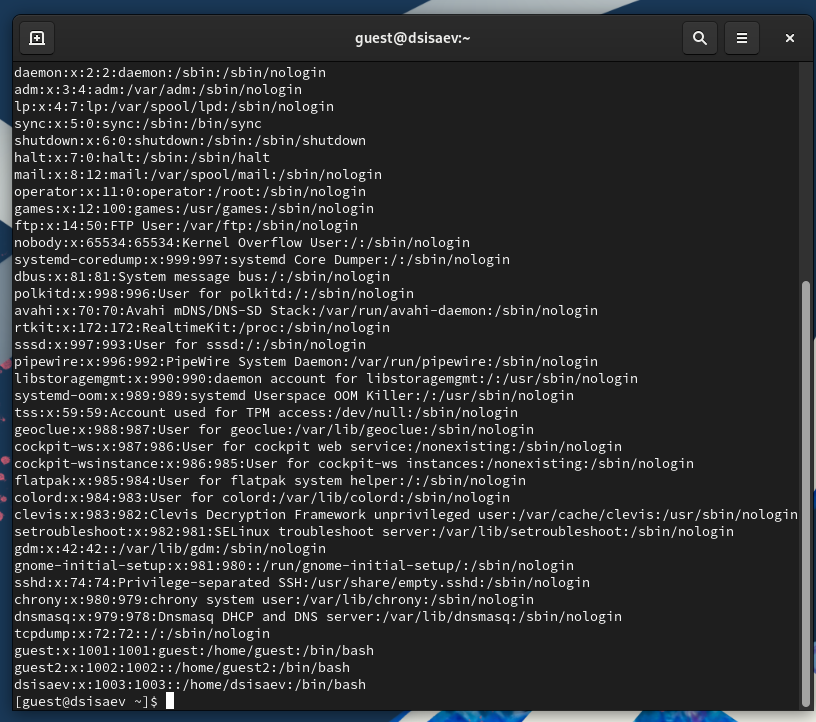 guest@dsisaev:~
daemon:x:2:2:daemon:/sbin:/sbin/nologin
adm:x:3:4:adm:/var/adm:/sbin/nologin
lp:x:4:7:lp:/var/spool/lpd:/sbin/nologin
sync:x:5:0:sync:/sbin:/bin/sync
shutdown:x:6:0:shutdown:/sbin:/sbin/shutdown
halt:x:7:0:halt:/sbin:/sbin/halt
mail:x:8:12:mail:/var/spool/mail:/sbin/nologin
operator:x:11:0:operator:/root:/sbin/nologin
games:x:12:100:games:/usr/games:/sbin/nologin
ftp:x:14:50:FTP User:/var/ftp:/sbin/nologin
nobody:x:65534:65534:Kernel Overflow User:/:/sbin/nologin
systemd-coredump:x:999:997:systemd Core Dumper:/:/sbin/nologin
dbus:x:81:81:System message bus:/:/sbin/nologin
polkitd:x:998:996:User for polkitd:/:/sbin/nologin
avahi:x:70:70:Avahi mDNS/DNS-SD Stack:/var/run/avahi-daemon:/sbin/nologin
rtkit:x:172:172:RealtimeKit:/proc:/sbin/nologin
sssd:x:997:993:User for sssd:/:/sbin/nologin
pipewire:x:996:992:PipeWire System Daemon:/var/run/pipewire:/sbin/nologin
libstoragemgmt:x:990:990:daemon account for libstoragemgmt:/:/usr/sbin/nologin
systemd-oom:x:989:989:systemd Userspace OOM Killer:/:/usr/sbin/nologin
tss:x:59:59:Account used for TPM access:/dev/null:/sbin/nologin
geoclue:x:988:987:User for geoclue:/var/lib/geoclue:/sbin/nologin
cockpit-ws:x:987:986:User for cockpit web service:/nonexisting:/sbin/nologin
cockpit-wsinstance:x:986:985:User for cockpit-ws instances:/nonexisting:/sbin/nologin
flatpak:x:985:984:User for flatpak system helper:/:/sbin/nologin
colord:x:984:983:User for colord:/var/lib/colord:/sbin/nologin
clevis:x:983:982:Clevis Decryption Framework unprivileged user:/var/cache/clevis:/usr/sbin/nologin
setroubleshoot:x:982:981:SELinux troubleshoot server:/var/lib/setroubleshoot:/sbin/nologin
gdm:x:42:42::/var/lib/gdm:/sbin/nologin
gnome-initial-setup:x:981:980::/run/gnome-initial-setup/:/sbin/nologin
sshd:x:74:74:Privilege-separated SSH:/usr/share/empty.sshd:/sbin/nologin
chrony:x:980:979:chrony system user:/var/lib/chrony:/sbin/nologin
dnsmasq:x:979:978:Dnsmasq DHCP and DNS server:/var/lib/dnsmasq:/sbin/nologin
tcpdump:x:72:72::/:/sbin/nologin
guest:x:1001:1001:guest:/home/guest:/bin/bash
guest2:x:1002:1002::/home/guest2:/bin/bash
dsisaev:x:1003:1003::/home/dsisaev:/bin/bash
[guest@dsisaev ~]$